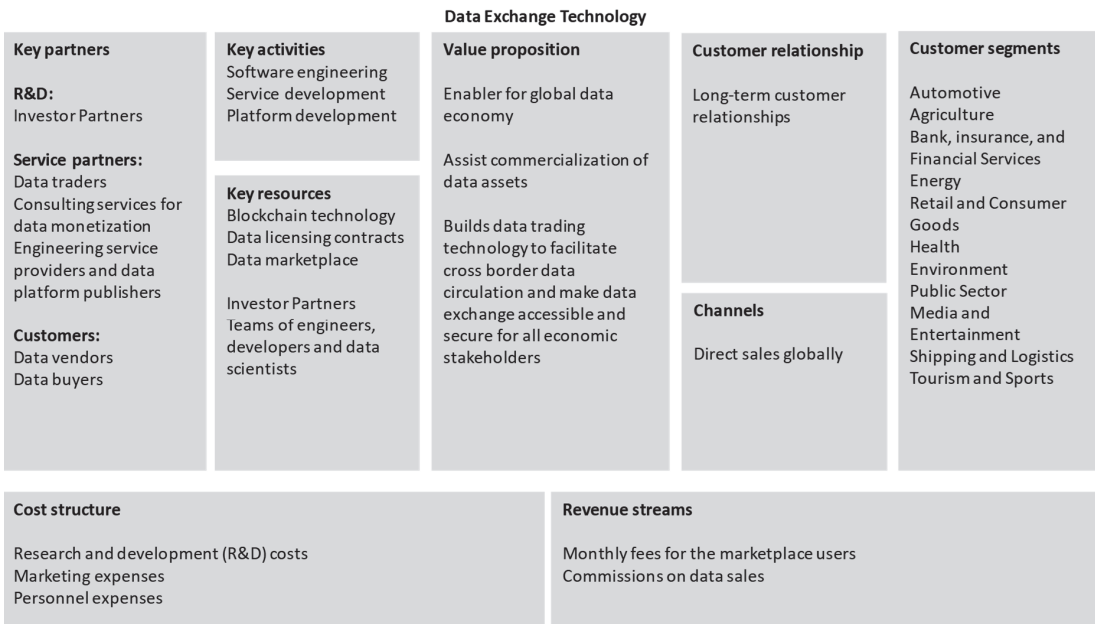 Data Exchange Technology
Key partners
R&D:
Investor Partners
Service partners:
Data traders
Consulting services for
data monetization
Engineering service
providers and data
platform publishers
Customers:
Data vendors
Data buyers
Key activities
Software engineering
Service development
Platform development
Key resources
Blockchain technology
Data licensing contracts
Data marketplace
Investor Partners
Teams of engineers,
developers and data
scientists
Value proposition
Enabler for global data
economy
Assist commercialization of
data assets
Builds data trading
technology to facilitate
cross border data
circulation and make data
exchange accessible and
secure for all economic
stakeholders
Customer relationship
Long-term customer
relationships
Channels
Direct sales globally
Customer segments
Automotive
Agriculture
Bank, insurance, and
Financial Services
Energy
Retail and Consumer
Goods
Health
Environment
Public Sector
Media and
Entertainment
Shipping and Logistics
Tourism and Sports
Cost structure
Research and development (R&D) costs
Marketing expenses
Personnel expenses
Revenue streams
Monthly fees for the marketplace users
Commissions on data sales